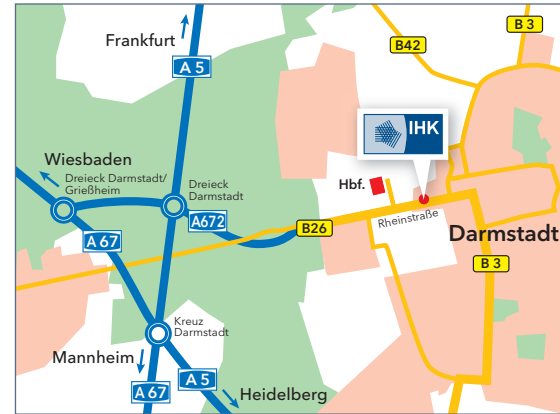 Frankfurt
A 5
B42
B 3
IHK
Wiesbaden
Dreieck Darmstadt/
Grießheim
Dreieck
Darmstadt
Hbf.
A672
B26
Rheinstraße
Darmstadt
A 67
B 3
Kreuz
Darmstadt
Mannheim
A 67
A 5
Heidelberg